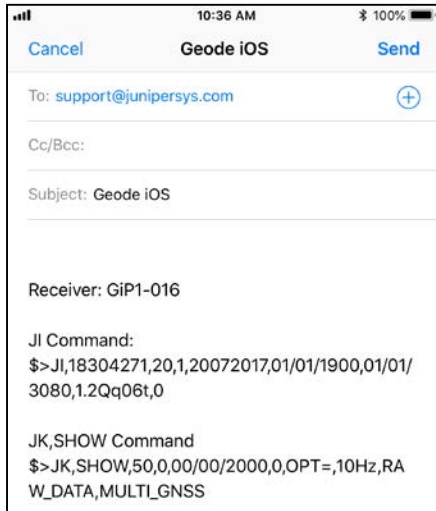 10:36 AM 100%
Cancel Geode iOS Send
To: support@junipersys.com
Cc/Bcc:
Subject: Geode iOS
Receiver: GiP1-016
JI Command:
$>JI,18304271,20,1,20072017,01/01/1900,01/01/
3080,1.2Qq06t,0
JK,SHOW Command
$>JK,SHOW,50,0,00/00/2000,0,OPT=,10Hz,RA
W_DATA,MULTI_GNSS